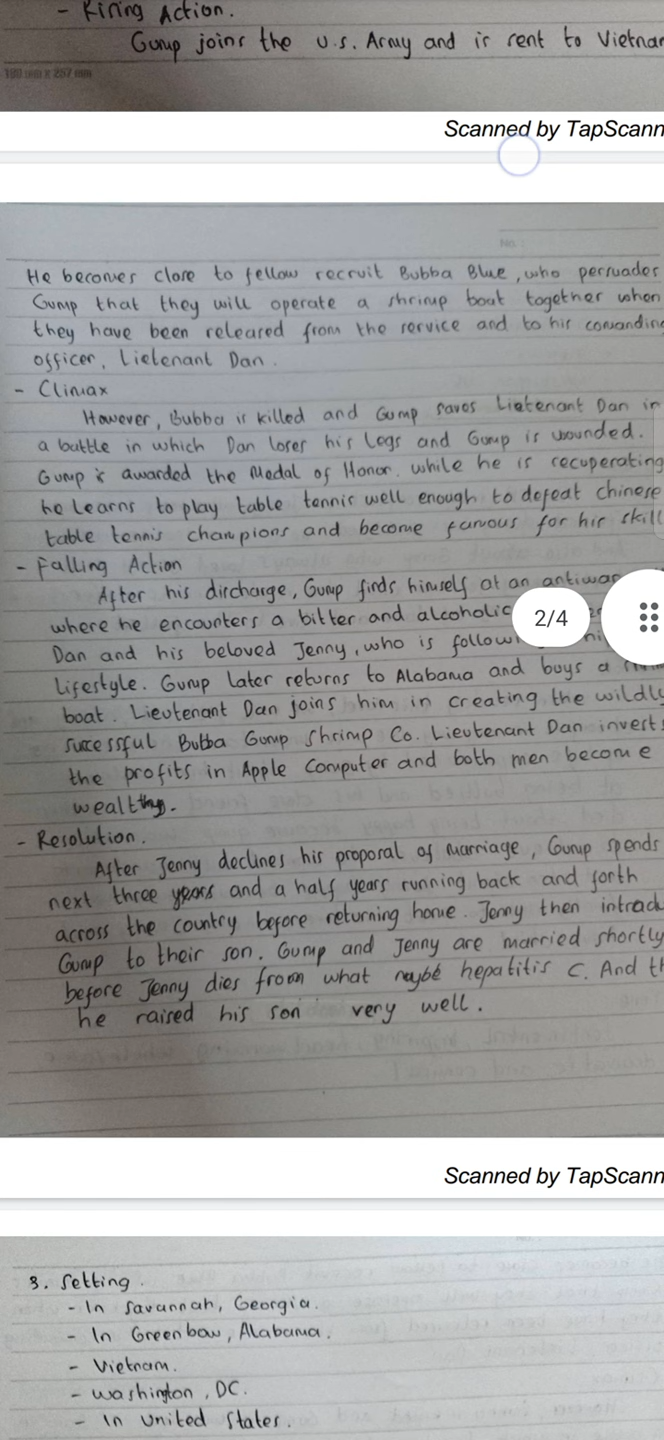 - Rising Action.
Gump joins the U.S. Army and is sent to Vietnam
180 mm x 257 mm
Scanned by TapScann
No.
He becomes close to fellow recruit Bubba Blue, who persuades
Gump that they will operate a shrimp boat together when
they have been released from the service and to his comanding
officer, Lietenant Dan.
- Climax
However, Bubba is killed and Gump saves Lietenant Dan in
a battle in which Dan loses his Legs and Gump is wounded.
Gump is awarded the Medal of Honor. while he is recuperating
he learns to play table tennis well enough to defeat chinese
table tennis champions and become famous for his skill
- Falling Action
After his discharge, Gump finds himself at an antiwar
where he encounters a bitter and alcoholic
2/4
Dan and his beloved Jenny, who is follow
lifestyle. Gump later returns to Alabama and buys a
boat. Lieutenant Dan joins him in creating the wildly
successful Bubba Gump Shrimp Co. Lieutenant Dan invests
the profits in Apple Computer and both men become
wealthy.
- Resolution.
After Jenny declines his proposal of marriage, Gump spends
next three years and a half years running back and forth
across the country before returning home. Jenny then introd
Gump to their son. Gump and Jenny are married shortly
before Jenny dies from what maybe hepatitis C. And th
he raised his son very well.
Scanned by TapScann
3. Setting.
- In Savannah, Georgia.
- In Greenbow, Alabama.
- Vietnam.
- Washington, DC.
- In United States.